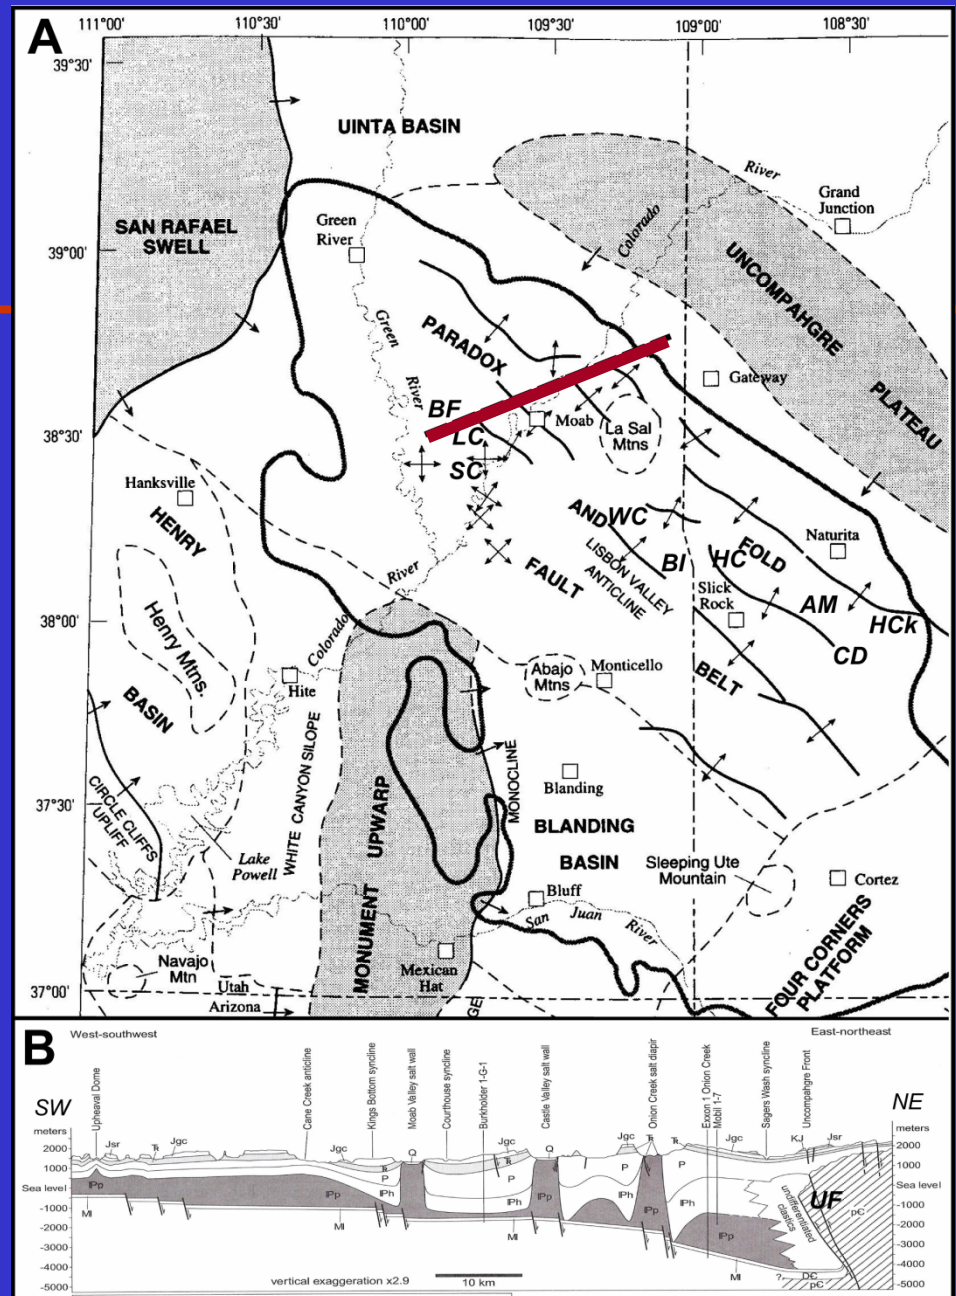 A
111°00'
110°30'
110°00'
109°30'
109°00'
108°30'
39°30'
UINTA BASIN
River
Grand
Junction
SAN RAFAEL
SWELL
Green
River
Colorado
39°00'
UNCOMPAHGRE
PLATEAU
Green
River
PARADOX
Gateway
BF
Moab
La Sal
Mtns
38°30'
LC
SC
Hanksville
HENRY
AND
WC
FOLD
Naturita
LISBON VALLEY
ANTICLINE
BI
HC
FAULT
Slick
Rock
AM
River
HCk
38°00'
Henry Mtns.
Colorado
CD
Abajo
Mtns
Monticello
BELT
Hite
BASIN
WHITE CANYON SILOPE
MONOCLINE
UPWARP
Blanding
37°30'
CIRCLE CLIFFS
UPLIFT
BLANDING
BASIN
Lake
Powell
Sleeping Ute
Mountain
Cortez
Bluff
San Juan River
MONUMENT
Navajo
Mtn
Mexican
Hat
FOUR CORNERS
PLATFORM
37°00'
Utah
Arizona
GE
B
West-southwest
East-northeast
Upheaval Dome
Cane Creek anticline
Kings Bottom syncline
Moab Valley salt wall
Courthouse syncline
Burkholder 1-G-1
Castle Valley salt wall
Onion Creek salt diapir
Exxon 1 Onion Creek
Mobil 1-7
Sagers Wash syncline
Uncompahgre Front
SW
NE
meters
meters
2000
1000
Sea level
-1000
-2000
-3000
-4000
-5000
2000
1000
Sea level
-1000
-2000
-3000
-4000
-5000
Jsr
Jgc
Jgc
Q
Jgc
Q
Jgc
Jgc
KJ
Jsr
P
P
P
P
IPp
IPp
IPh
IPh
IPp
IPh
IPp
IPh
IPp
MI
MI
MI
MI
undifferentiated
clastics
UF
pC
?
pC
vertical exaggeration x2.9
10 km